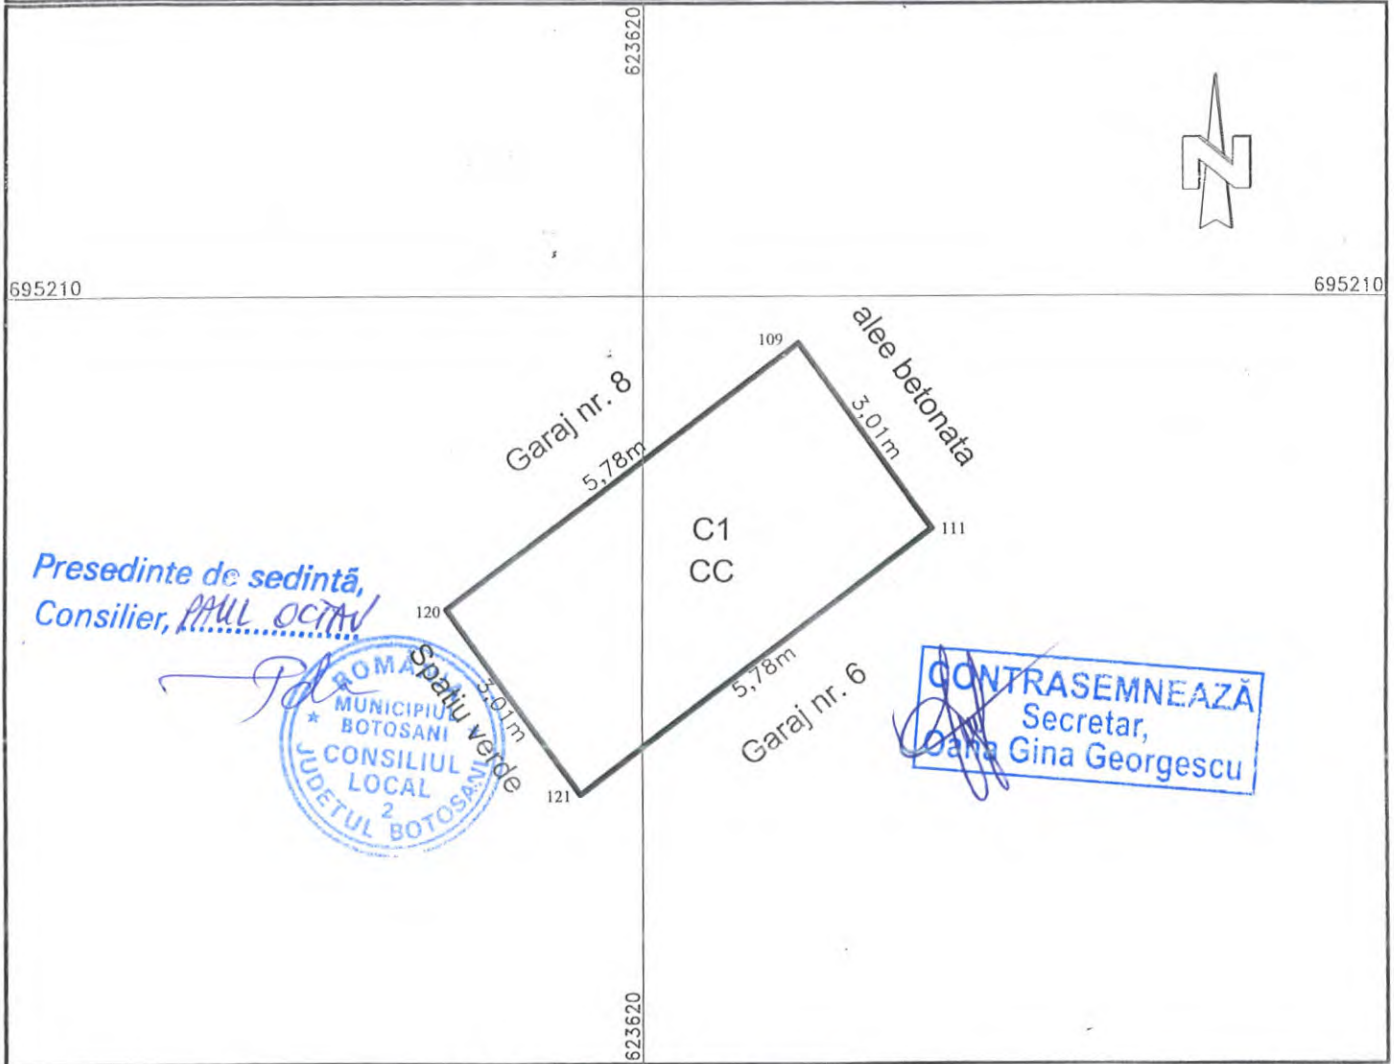 623620
N
695210
695210
109
alee betonata
Garaj nr. 8
3,01m
5,78m
111
C1
CC
Presedinte de sedintă,
Consilier, PAUL OCTAV
120
Spatiu verde
3,01m
5,78m
Garaj nr. 6
121
ROMÂNIA
MUNICIPIUL
BOTOSANI
CONSILIUL
LOCAL
2
JUDETUL BOTOSANI
CONTRASEMNEAZĂ
Secretar,
Oana Gina Georgescu
623620